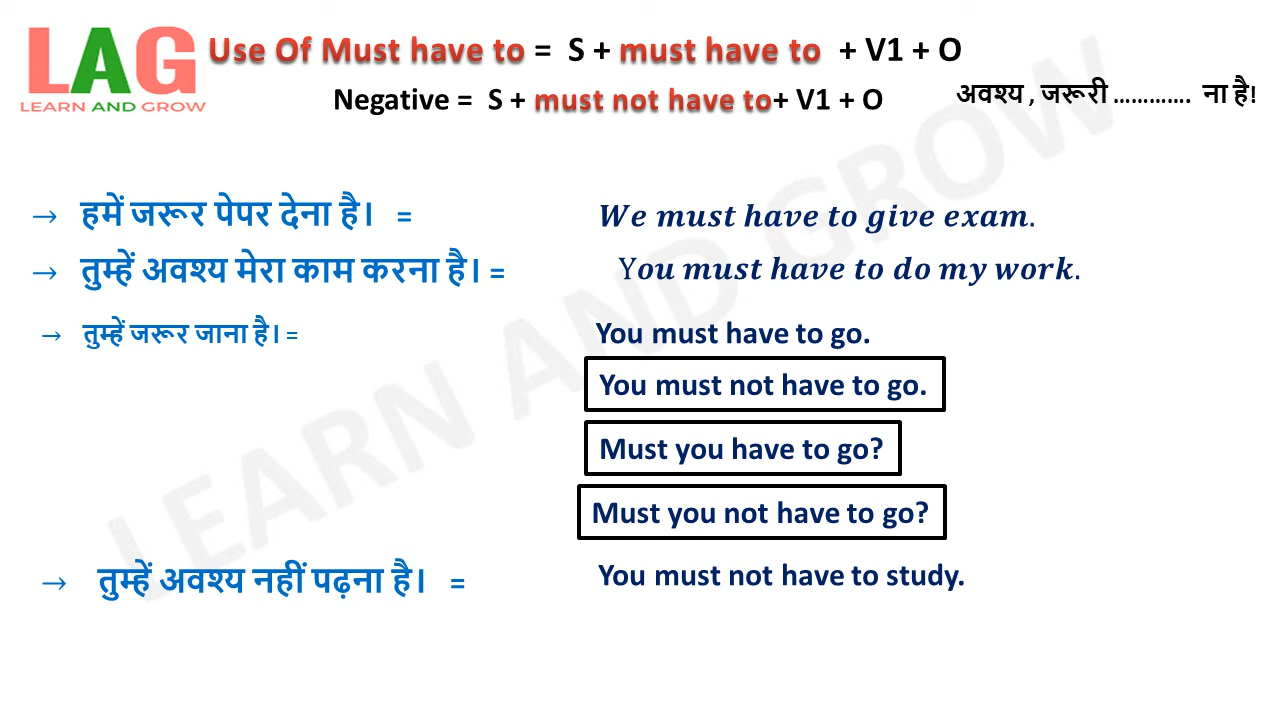 LAG
LEARN AND GROW
Use Of Must have to = S + must have to + V1 + O
Negative = S + must not have to+ V1 + O
अवश्य , जरूरी …………. ना है!
→ हमें जरूर पेपर देना है। = We must have to give exam.
→ तुम्हें अवश्य मेरा काम करना है। = You must have to do my work.
→ तुम्हें जरूर जाना है। = You must have to go.
You must not have to go.
Must you have to go?
Must you not have to go?
→ तुम्हें अवश्य नहीं पढ़ना है। = You must not have to study.
LEARN AND GROW